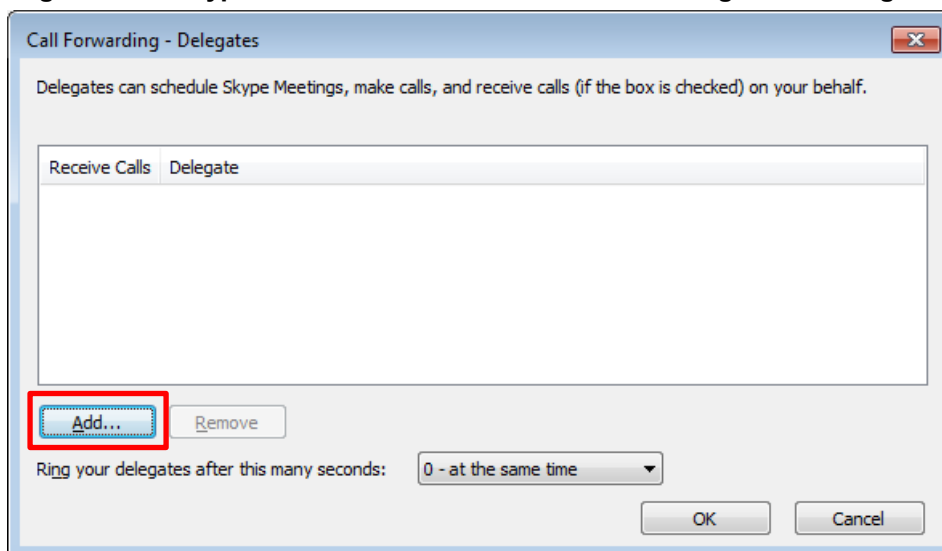 Call Forwarding - Delegates
Delegates can schedule Skype Meetings, make calls, and receive calls (if the box is checked) on your behalf.
Receive Calls Delegate
Add... Remove
Ring your delegates after this many seconds: 0 - at the same time
OK Cancel